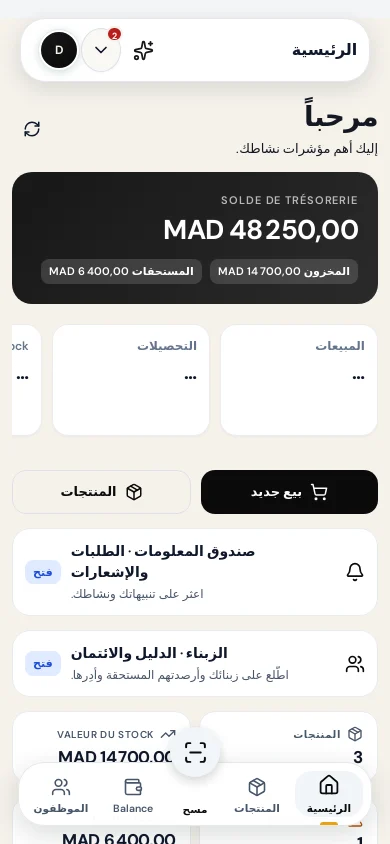 الرئيسية
2
D
مرحباً
إليك أهم مؤشرات نشاطك.
SOLDE DE TRÉSORERIE
MAD 48 250,00
المخزون MAD 14 700,00
المستحقات MAD 6 400,00
المبيعات
...
التحصيلات
...
ock
...
بيع جديد
المنتجات
صندوق المعلومات · الطلبات والإشعارات
اعثر على تنبيهاتك ونشاطك.
فتح
الزبناء · الدليل والائتمان
اطّلع على زبنائك وأرصدتهم المستحقة وأدِرها.
فتح
المنتجات
3
VALEUR DU STOCK
MAD 14 700,00
الرئيسية
المنتجات
مسح
Balance
الموظفون
1
MAD 6 400,00